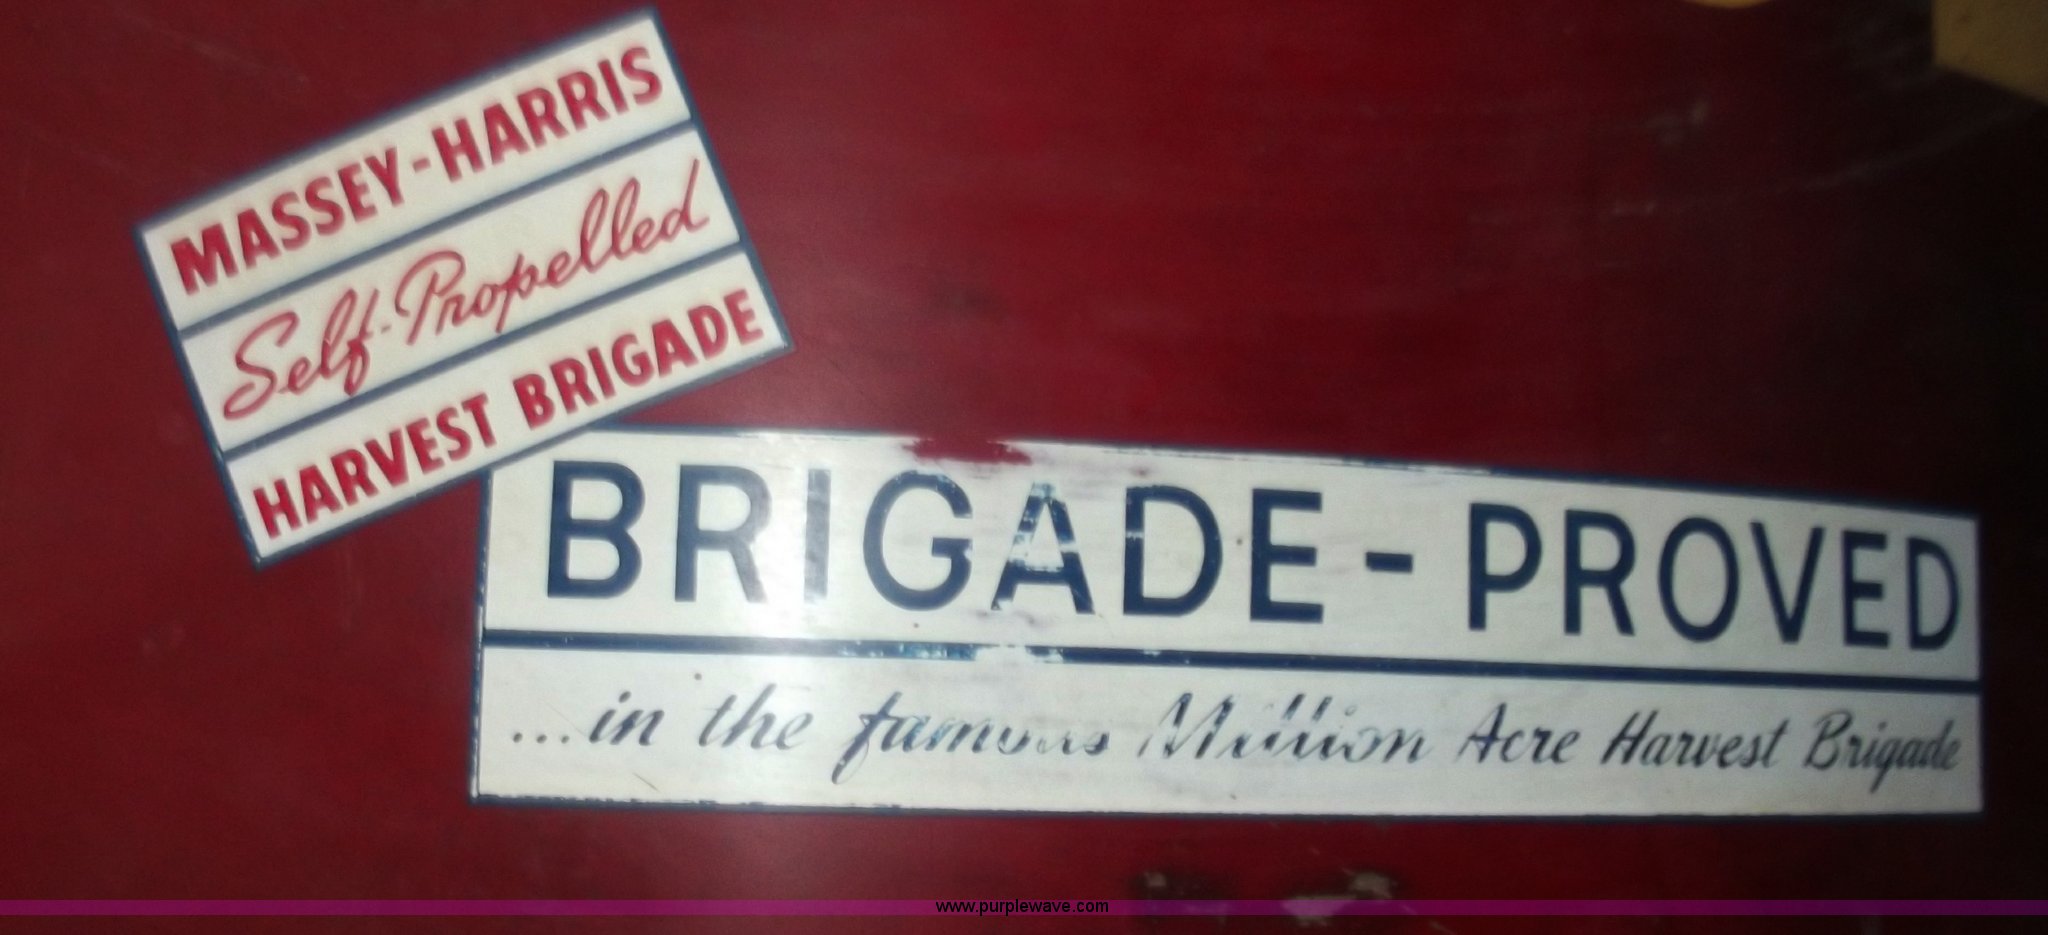 MASSEY-HARRIS
Self-Propelled
HARVEST BRIGADE
BRIGADE-PROVED
...in the famous Million Acre Harvest Brigade
www.purplewave.com